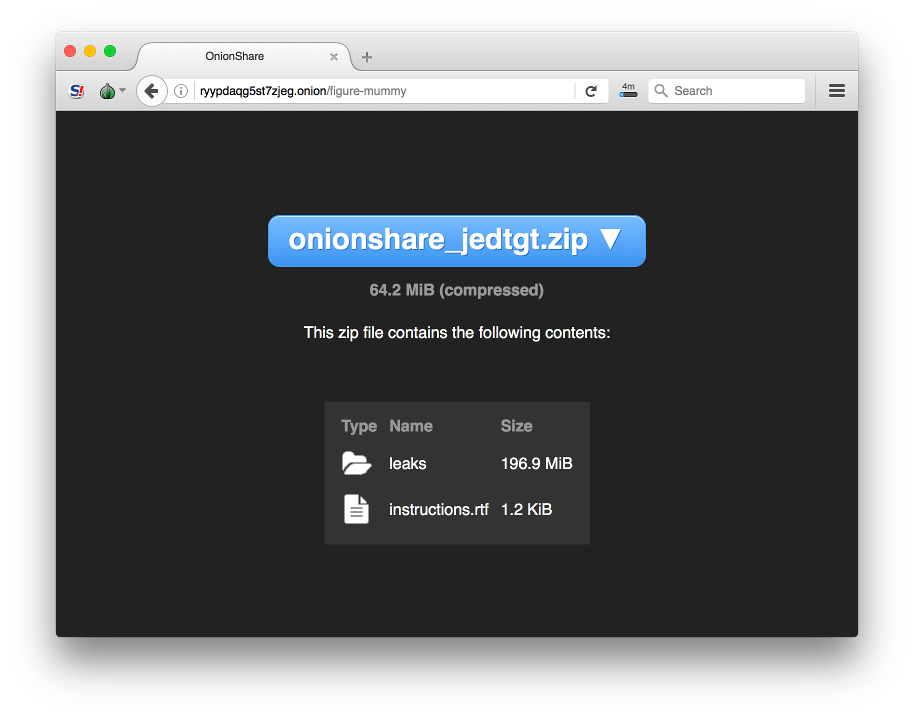 OnionShare
S!
ryypdaqg5st7zjeg.onion/figure-mummy
4m
Search
onionshare_jedtgt.zip ▼
64.2 MiB (compressed)
This zip file contains the following contents:
Type Name Size
leaks 196.9 MiB
instructions.rtf 1.2 KiB